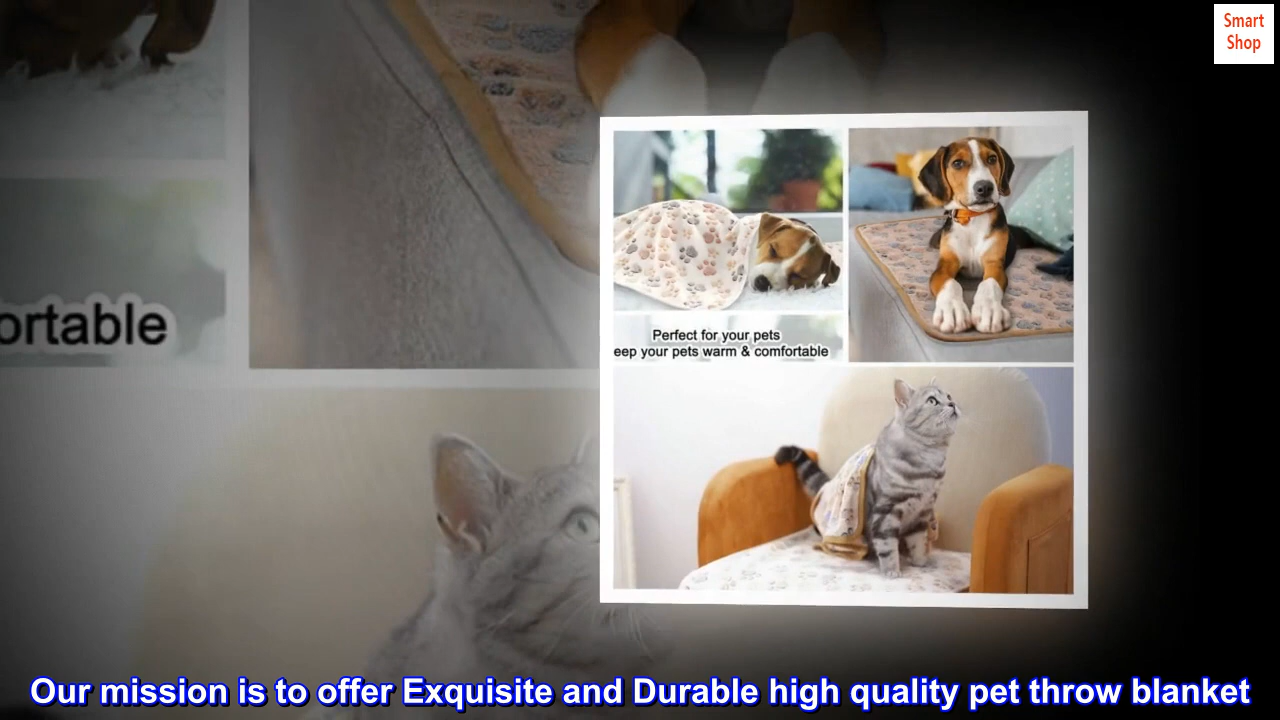 Smart
Shop
ortable
Perfect for your pets
eep your pets warm & comfortable
Our mission is to offer Exquisite and Durable high quality pet throw blanket